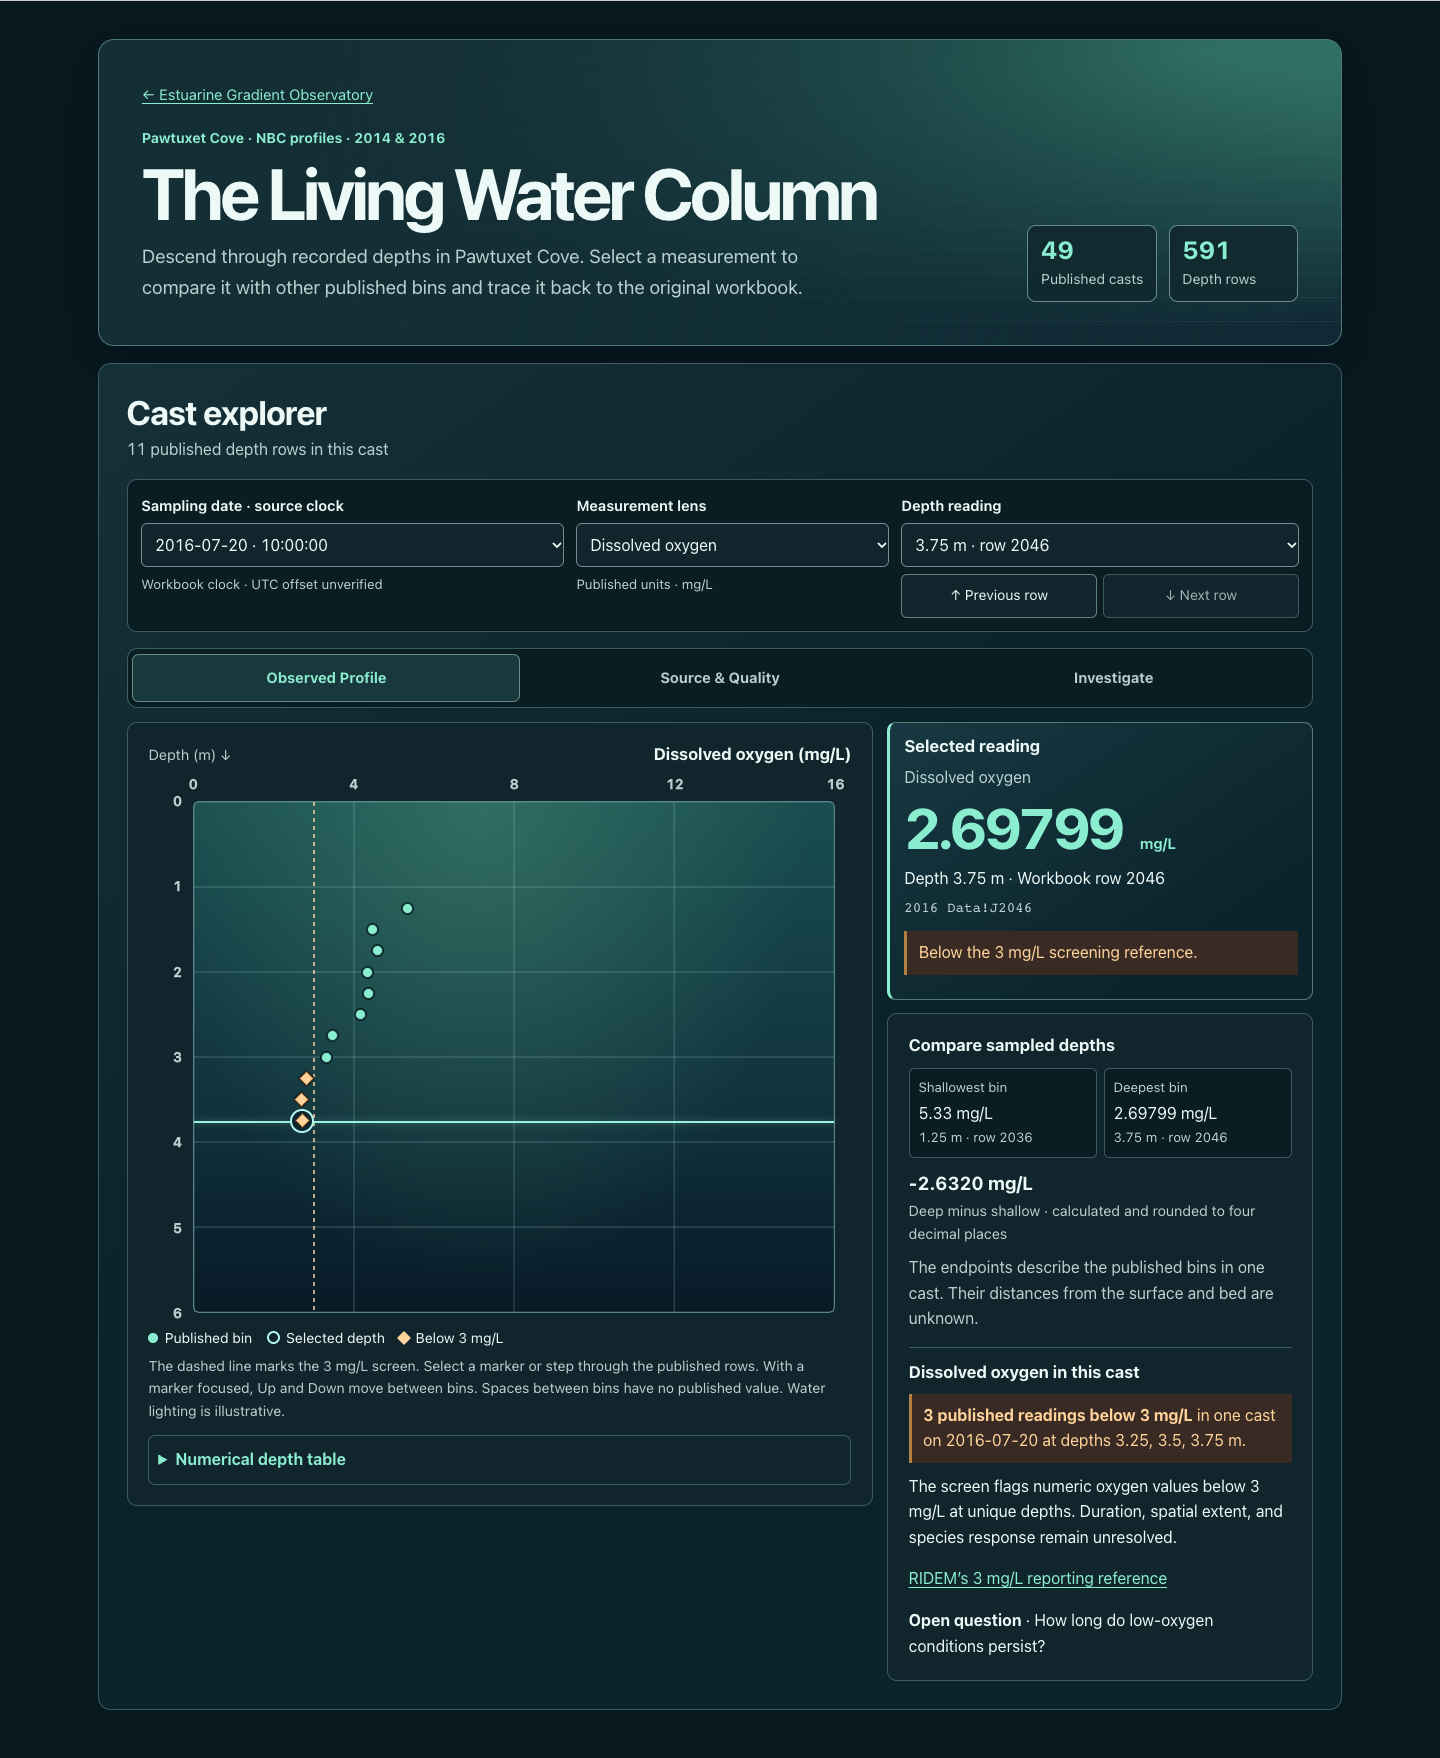 ← Estuarine Gradient Observatory
Pawtuxet Cove · NBC profiles · 2014 & 2016
The Living Water Column
Descend through recorded depths in Pawtuxet Cove. Select a measurement to
compare it with other published bins and trace it back to the original workbook.
49
Published casts
591
Depth rows
Cast explorer
11 published depth rows in this cast
Sampling date · source clock
2016-07-20 · 10:00:00
Workbook clock · UTC offset unverified
Measurement lens
Dissolved oxygen
Published units · mg/L
Depth reading
3.75 m · row 2046
↑ Previous row
↓ Next row
Observed Profile
Source & Quality
Investigate
Depth (m) ↓
Dissolved oxygen (mg/L)
0 4 8 12 16
0
1
2
3
4
5
6
Published bin
Selected depth
Below 3 mg/L
The dashed line marks the 3 mg/L screen. Select a marker or step through the published rows. With a
marker focused, Up and Down move between bins. Spaces between bins have no published value. Water
lighting is illustrative.
▶ Numerical depth table
Selected reading
Dissolved oxygen
2.69799 mg/L
Depth 3.75 m · Workbook row 2046
2016 Data!J2046
Below the 3 mg/L screening reference.
Compare sampled depths
Shallowest bin
5.33 mg/L
1.25 m · row 2036
Deepest bin
2.69799 mg/L
3.75 m · row 2046
-2.6320 mg/L
Deep minus shallow · calculated and rounded to four
decimal places
The endpoints describe the published bins in one
cast. Their distances from the surface and bed are
unknown.
Dissolved oxygen in this cast
3 published readings below 3 mg/L in one cast
on 2016-07-20 at depths 3.25, 3.5, 3.75 m.
The screen flags numeric oxygen values below 3
mg/L at unique depths. Duration, spatial extent, and
species response remain unresolved.
RIDEM’s 3 mg/L reporting reference
Open question · How long do low-oxygen
conditions persist?